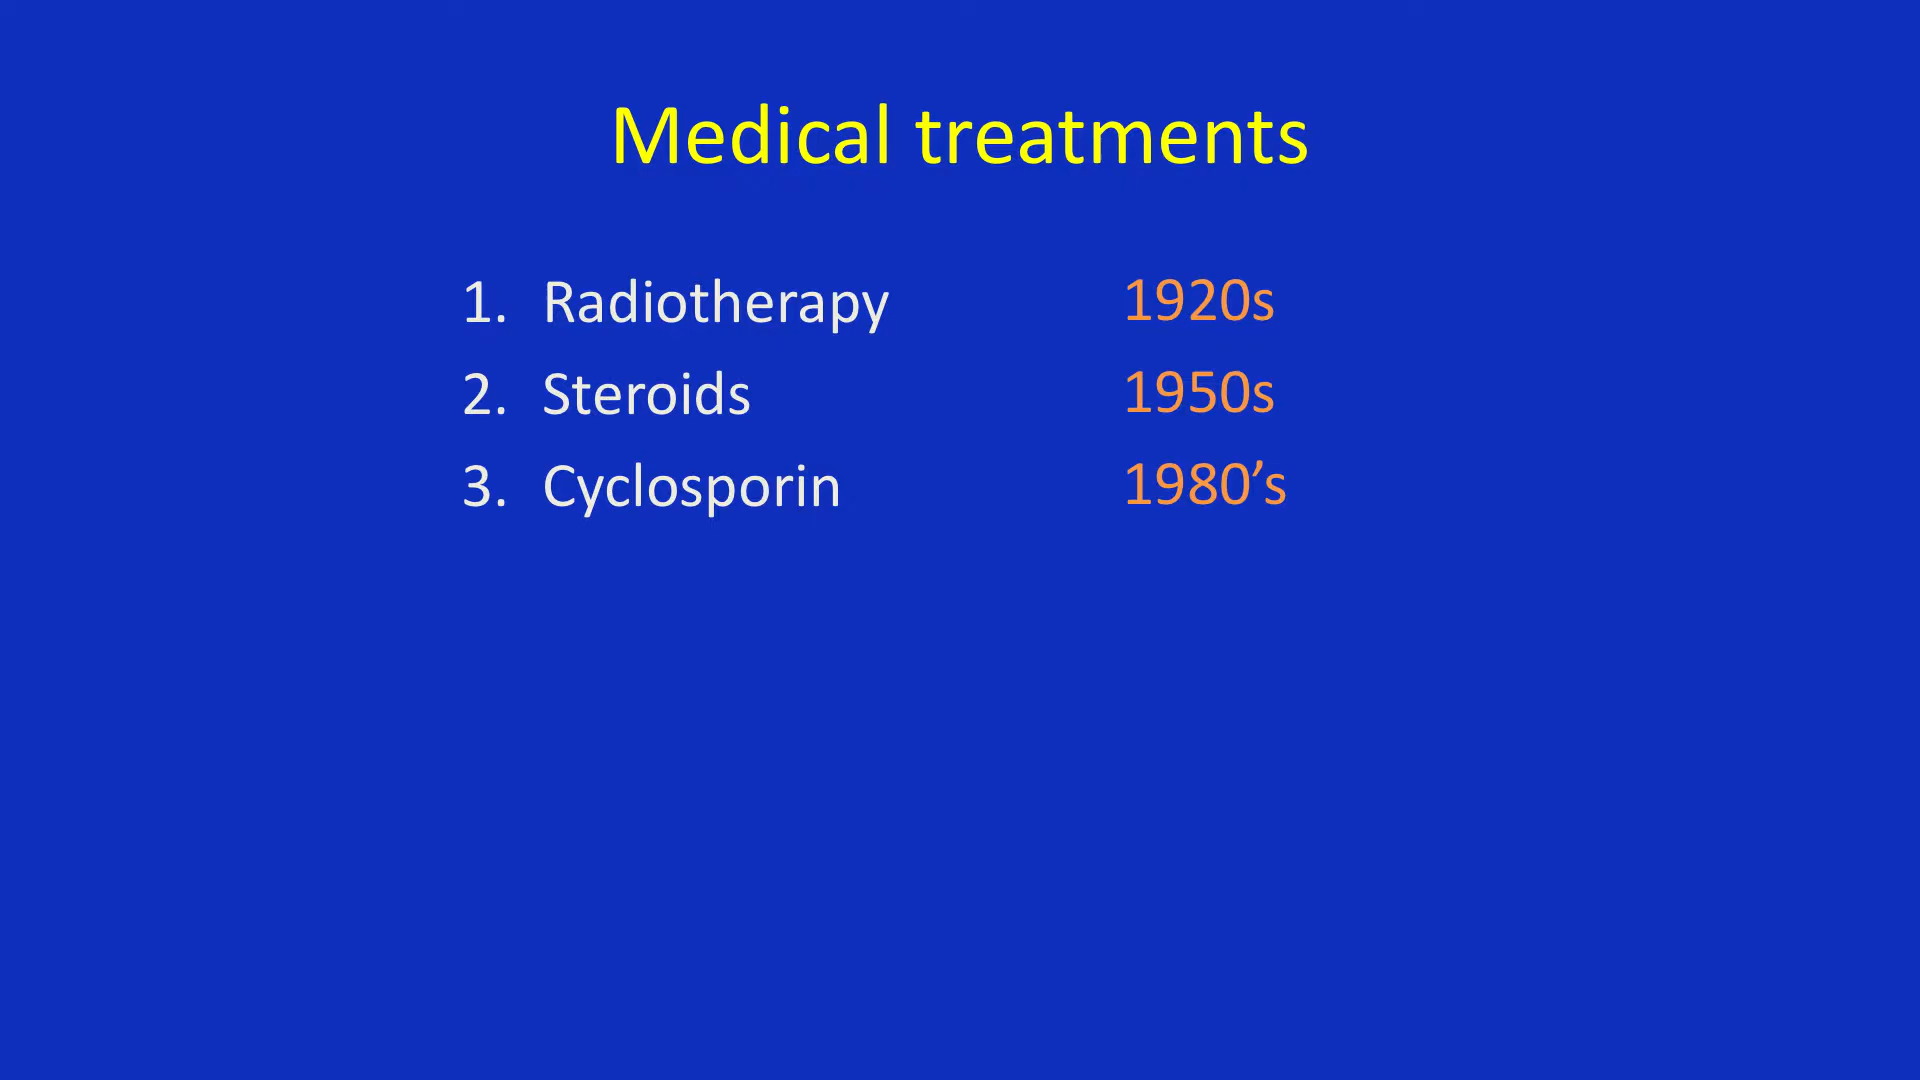 Medical treatments
1. Radiotherapy 1920s
2. Steroids 1950s
3. Cyclosporin 1980’s